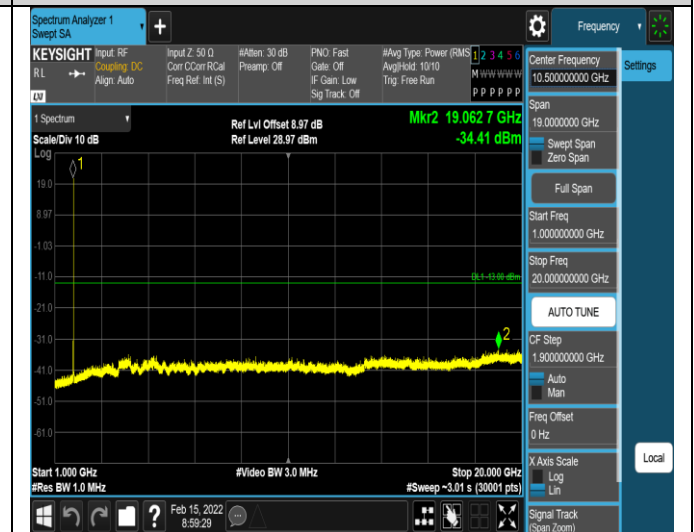 Spectrum Analyzer 1
Swept SA
Frequency
KEYSIGHT
RL
LXI
Input: RF
Coupling: DC
Align: Auto
Input Z: 50 Ω
Corr CCorr RCal
Freq Ref: Int (S)
#Atten: 30 dB
Preamp: Off
PNO: Fast
Gate: Off
IF Gain: Low
Sig Track: Off
#Avg Type: Power (RMS
Avg|Hold: 10/10
Trig: Free Run
1 2 3 4 5 6
M W W W W W
P P P P P P
1 Spectrum
Scale/Div 10 dB
Log
Ref Lvl Offset 8.97 dB
Ref Level 28.97 dBm
Mkr2 19.062 7 GHz
-34.41 dBm
1
19.0
8.97
-1.03
-11.0
DL1 -13.00 dBm
-21.0
-31.0
2
-41.0
-51.0
-61.0
Start 1.000 GHz
#Res BW 1.0 MHz
#Video BW 3.0 MHz
Stop 20.000 GHz
#Sweep ~3.01 s (30001 pts)
Center Frequency
10.500000000 GHz
Settings
Span
19.0000000 GHz
Swept Span
Zero Span
Full Span
Start Freq
1.000000000 GHz
Stop Freq
20.000000000 GHz
AUTO TUNE
CF Step
1.900000000 GHz
Auto
Man
Freq Offset
0 Hz
X Axis Scale
Log
Lin
Local
Signal Track
(Span Zoom)
Feb 15, 2022
8:59:29